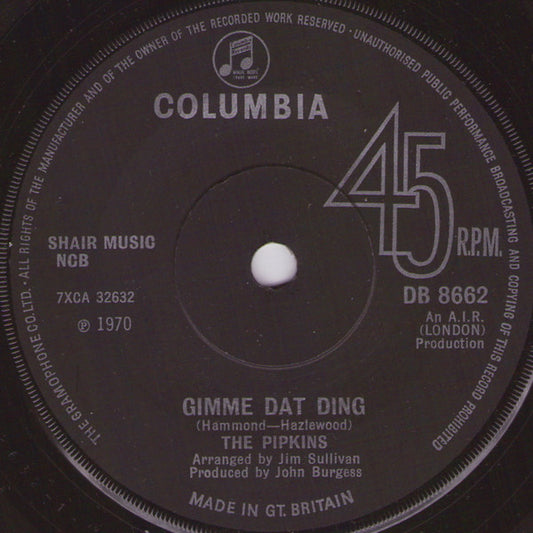 ALL RIGHTS OF THE MANUFACTURER AND OF THE OWNER OF THE RECORDED WORK RESERVED · UNAUTHORISED PUBLIC PERFORMANCE BROADCASTING AND COPYING OF THIS RECORD PROHIBITED
THE GRAMOPHONE CO. LTD. ·
COLUMBIA
45
R.P.M.
SHAIR MUSIC
NCB
7XCA 32632
℗ 1970
DB 8662
An A.I.R.
(LONDON)
Production
GIMME DAT DING
(Hammond—Hazlewood)
THE PIPKINS
Arranged by Jim Sullivan
Produced by John Burgess
MADE IN GT. BRITAIN